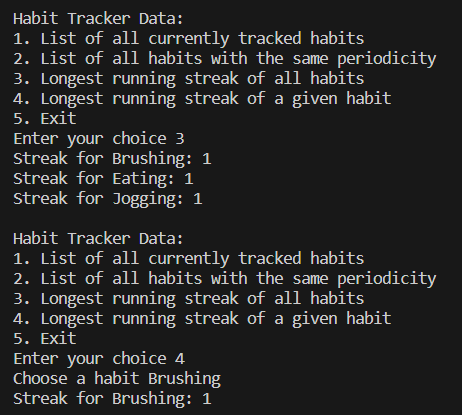 Habit Tracker Data:
1. List of all currently tracked habits
2. List of all habits with the same periodicity
3. Longest running streak of all habits
4. Longest running streak of a given habit
5. Exit
Enter your choice 3
Streak for Brushing: 1
Streak for Eating: 1
Streak for Jogging: 1

Habit Tracker Data:
1. List of all currently tracked habits
2. List of all habits with the same periodicity
3. Longest running streak of all habits
4. Longest running streak of a given habit
5. Exit
Enter your choice 4
Choose a habit Brushing
Streak for Brushing: 1